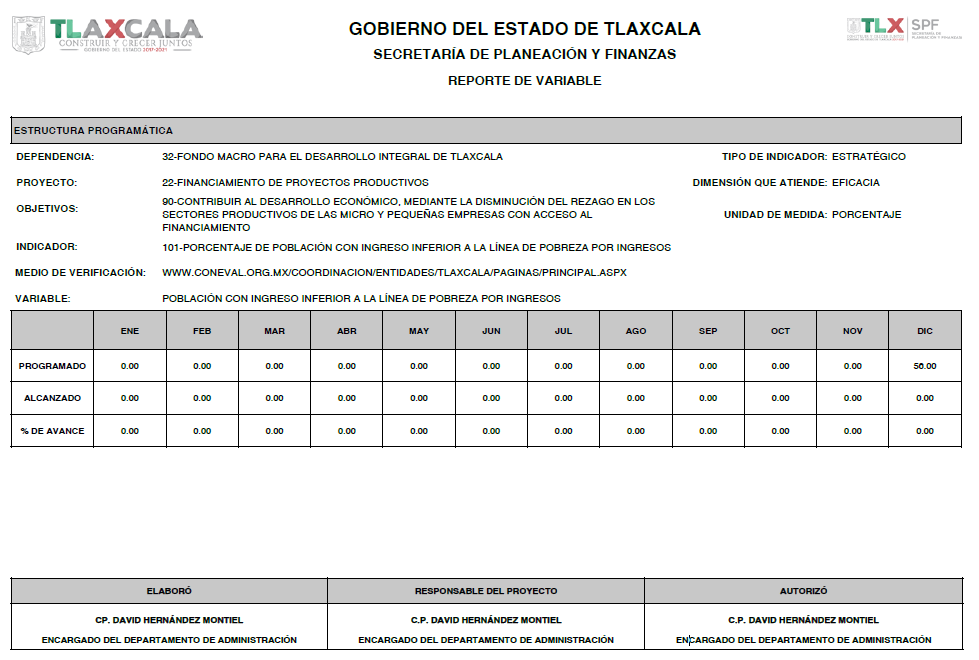 TLAXCALA
CONSTRUIR Y CRECER JUNTOS
GOBIERNO DEL ESTADO 2017-2021
GOBIERNO DEL ESTADO DE TLAXCALA
SECRETARÍA DE PLANEACIÓN Y FINANZAS
REPORTE DE VARIABLE
TLX SPF
SECRETARÍA DE
PLANEACIÓN Y FINANZAS
ESTRUCTURA PROGRAMÁTICA
DEPENDENCIA: 32-FONDO MACRO PARA EL DESARROLLO INTEGRAL DE TLAXCALA TIPO DE INDICADOR: ESTRATÉGICO
PROYECTO: 22-FINANCIAMIENTO DE PROYECTOS PRODUCTIVOS DIMENSIÓN QUE ATIENDE: EFICACIA
OBJETIVOS: 90-CONTRIBUIR AL DESARROLLO ECONÓMICO, MEDIANTE LA DISMINUCIÓN DEL REZAGO EN LOS
SECTORES PRODUCTIVOS DE LAS MICRO Y PEQUEÑAS EMPRESAS CON ACCESO AL
FINANCIAMIENTO
UNIDAD DE MEDIDA: PORCENTAJE
INDICADOR: 101-PORCENTAJE DE POBLACIÓN CON INGRESO INFERIOR A LA LÍNEA DE POBREZA POR INGRESOS
MEDIO DE VERIFICACIÓN: WWW.CONEVAL.ORG.MX/COORDINACION/ENTIDADES/TLAXCALA/PAGINAS/PRINCIPAL.ASPX
VARIABLE: POBLACIÓN CON INGRESO INFERIOR A LA LÍNEA DE POBREZA POR INGRESOS
ENE FEB MAR ABR MAY JUN JUL AGO SEP OCT NOV DIC
PROGRAMADO 0.00 0.00 0.00 0.00 0.00 0.00 0.00 0.00 0.00 0.00 0.00 56.00
ALCANZADO 0.00 0.00 0.00 0.00 0.00 0.00 0.00 0.00 0.00 0.00 0.00 0.00
% DE AVANCE 0.00 0.00 0.00 0.00 0.00 0.00 0.00 0.00 0.00 0.00 0.00 0.00
ELABORÓ RESPONSABLE DEL PROYECTO AUTORIZÓ
CP. DAVID HERNÁNDEZ MONTIEL C.P. DAVID HERNÁNDEZ MONTIEL C.P. DAVID HERNÁNDEZ MONTIEL
ENCARGADO DEL DEPARTAMENTO DE ADMINISTRACIÓN ENCARGADO DEL DEPARTAMENTO DE ADMINISTRACIÓN ENCARGADO DEL DEPARTAMENTO DE ADMINISTRACIÓN